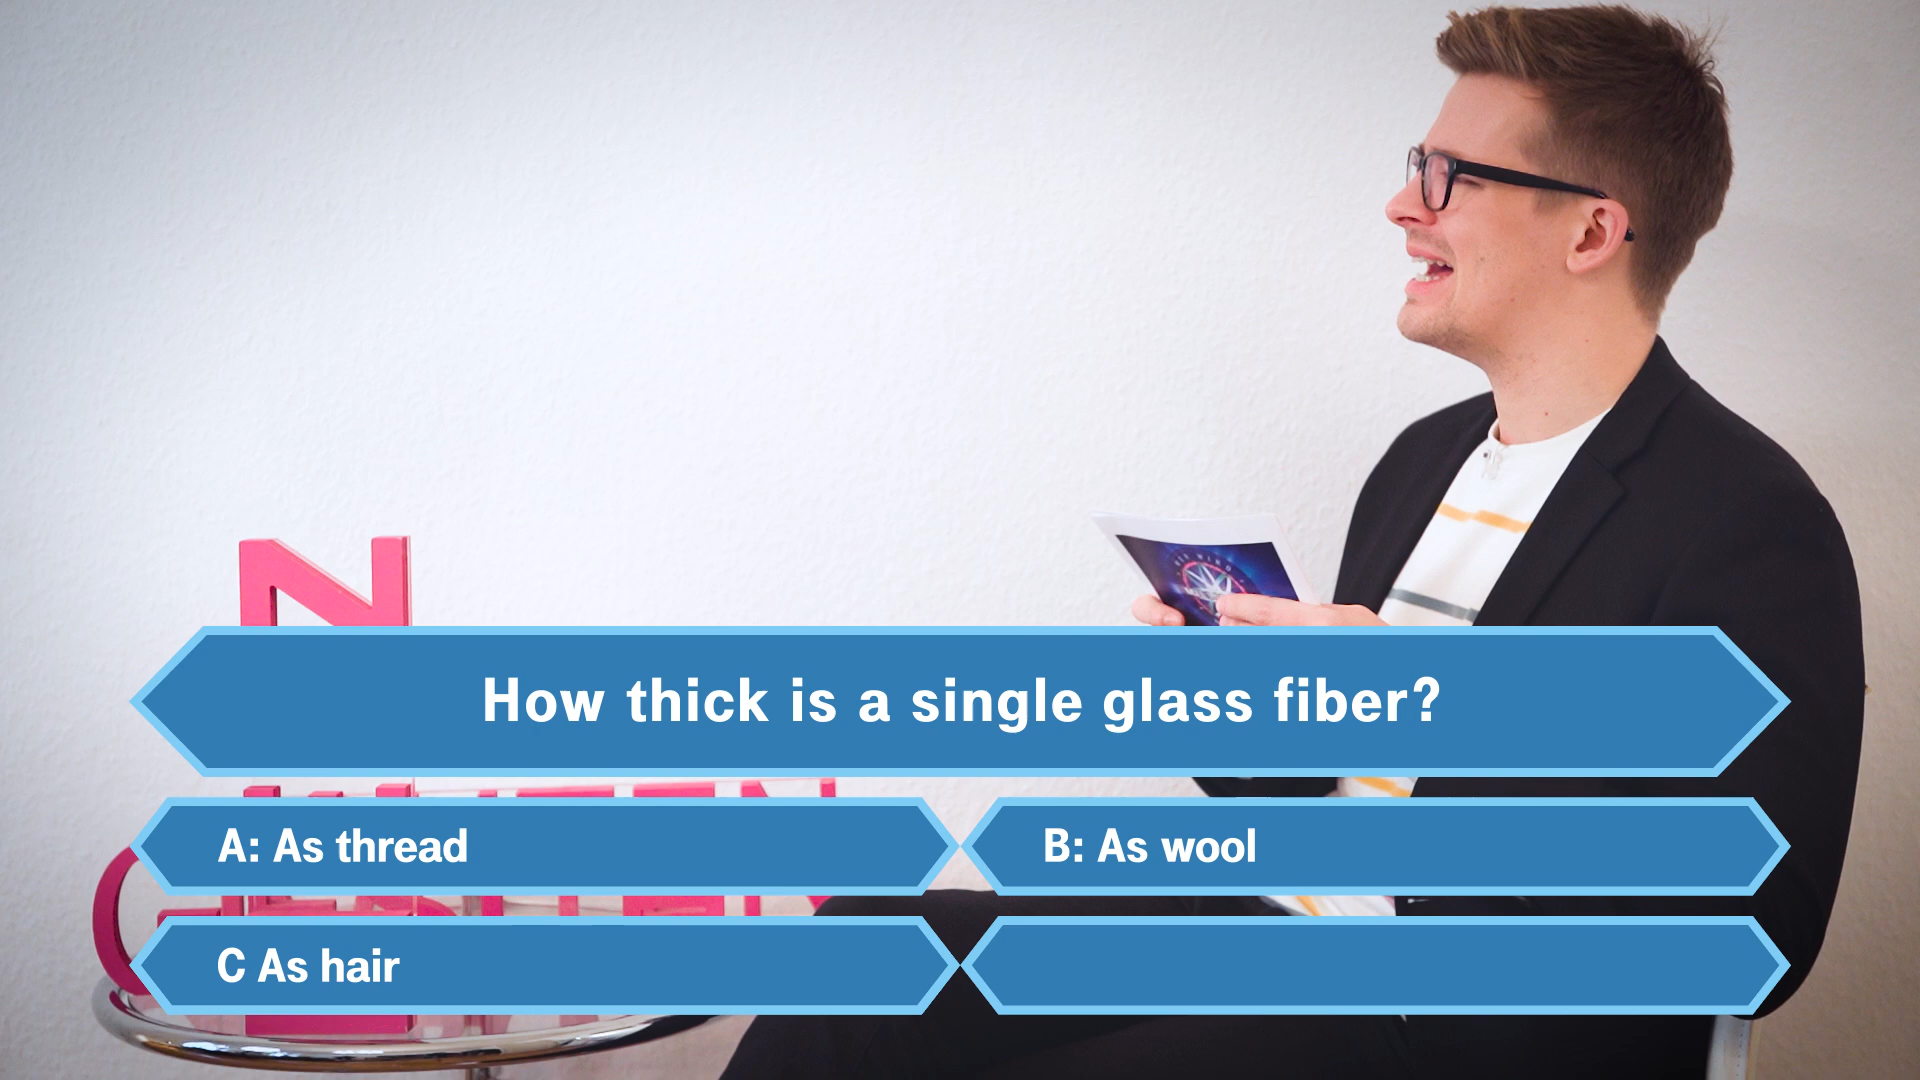 How thick is a single glass fiber?
A: As thread
B: As wool
C As hair